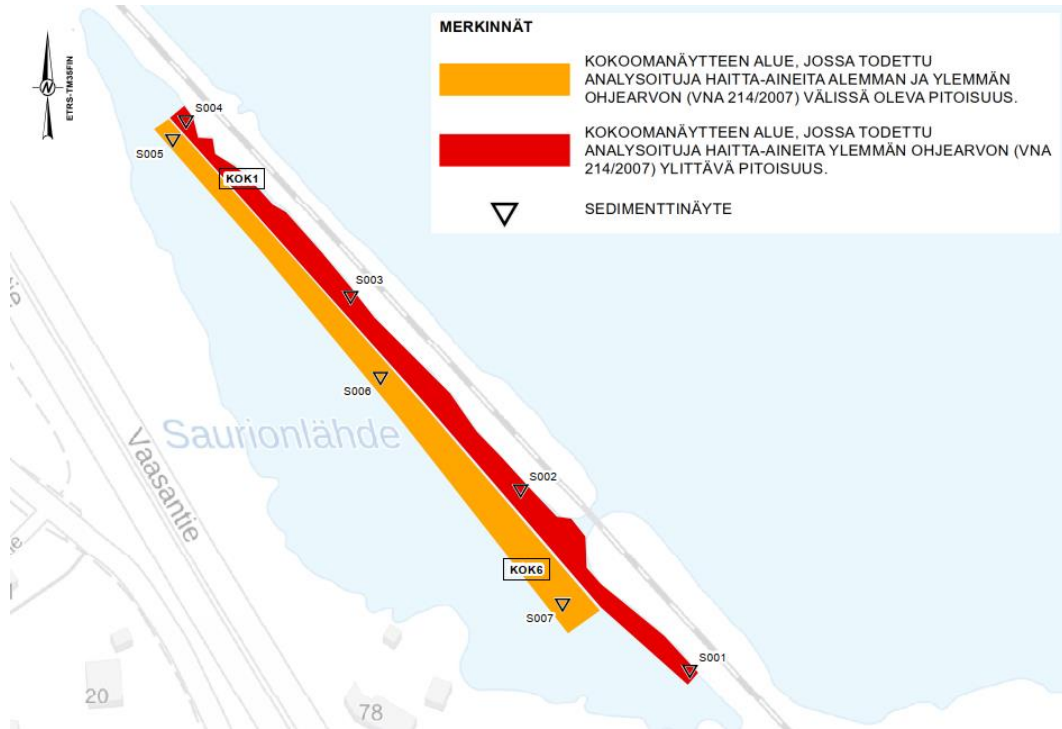 MERKINNÄT
KOKOOMANÄYTTEEN ALUE, JOSSA TODETTU
ANALYSOITUJA HAITTA-AINEITA ALEMMAN JA YLEMMÄN
OHJEARVON (VNA 214/2007) VÄLISSÄ OLEVA PITOISUUS.
KOKOOMANÄYTTEEN ALUE, JOSSA TODETTU
ANALYSOITUJA HAITTA-AINEITA YLEMMÄN OHJEARVON (VNA
214/2007) YLITTÄVÄ PITOISUUS.
SEDIMENTTINÄYTE
N
ETRS-TM35FIN
S004
S005
KOK1
S003
S006
Saurionlähde
Vaasantie
S002
KOK6
S007
S001
20
78